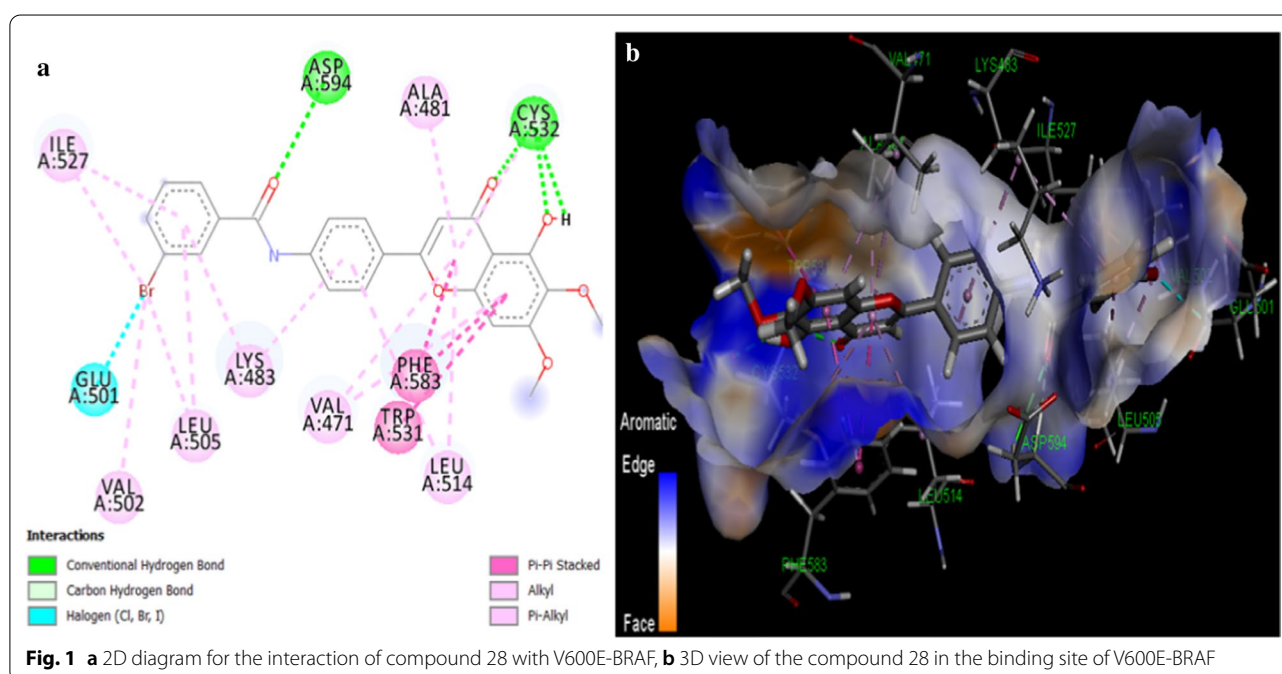 a
ASP
A:594
ALA
A:481
CYS
A:532
ILE
A:527
O
O
O H
N
Br
O
O
O
GLU
A:501
LYS
A:483
PHE
A:583
VAL
A:471
TRP
A:531
LEU
A:505
LEU
A:514
VAL
A:502
Interactions
Conventional Hydrogen Bond
Carbon Hydrogen Bond
Halogen (Cl, Br, I)
Pi-Pi Stacked
Alkyl
Pi-Alkyl
b
LYS483
ILE527
GLU501
LEU505
ASP594
LEU514
PHE583
CYS532
Aromatic
Edge
Face
Fig. 1 a 2D diagram for the interaction of compound 28 with V600E-BRAF, b 3D view of the compound 28 in the binding site of V600E-BRAF